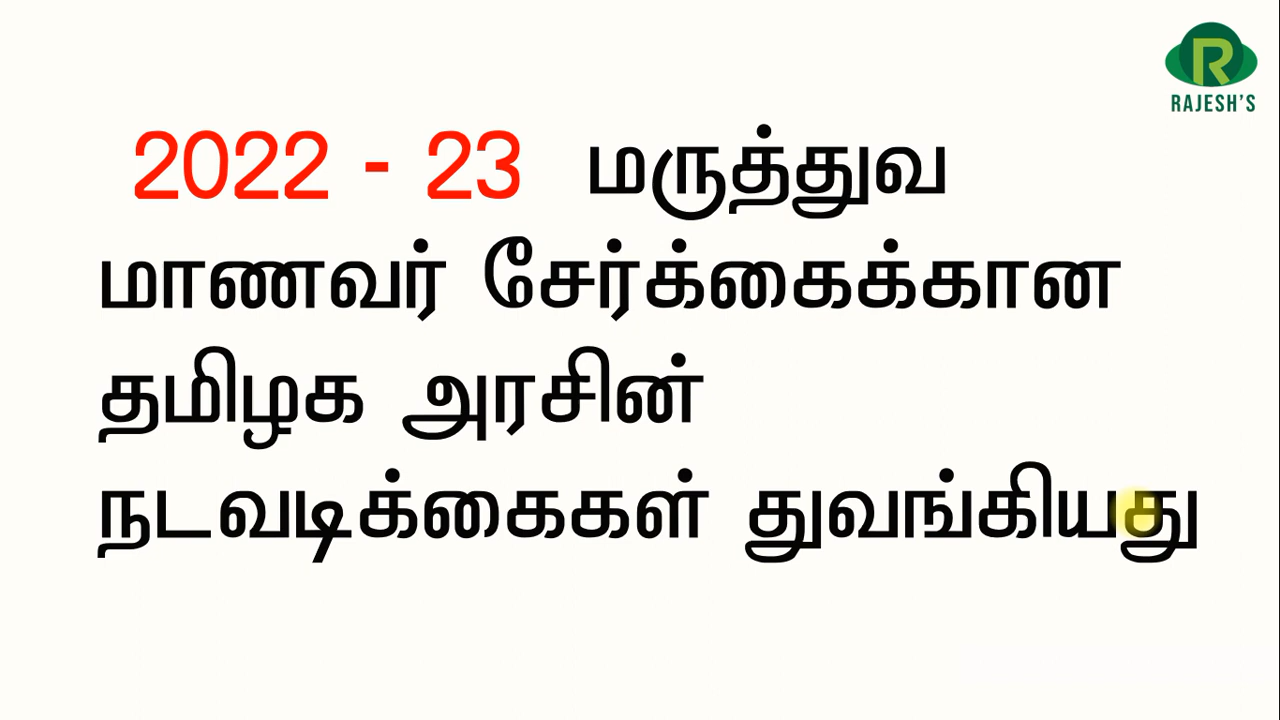 RAJESH'S
2022 - 23 மருத்துவ
மாணவர் சேர்க்கைக்கான
தமிழக அரசின்
நடவடிக்கைகள் துவங்கியது